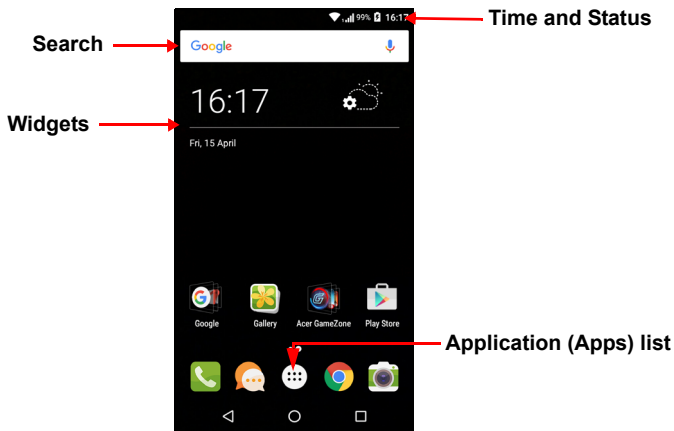 99% 16:17
Time and Status
Search
Google
16:17
Widgets
Fri, 15 April
Google Gallery Acer GameZone Play Store
Application (Apps) list